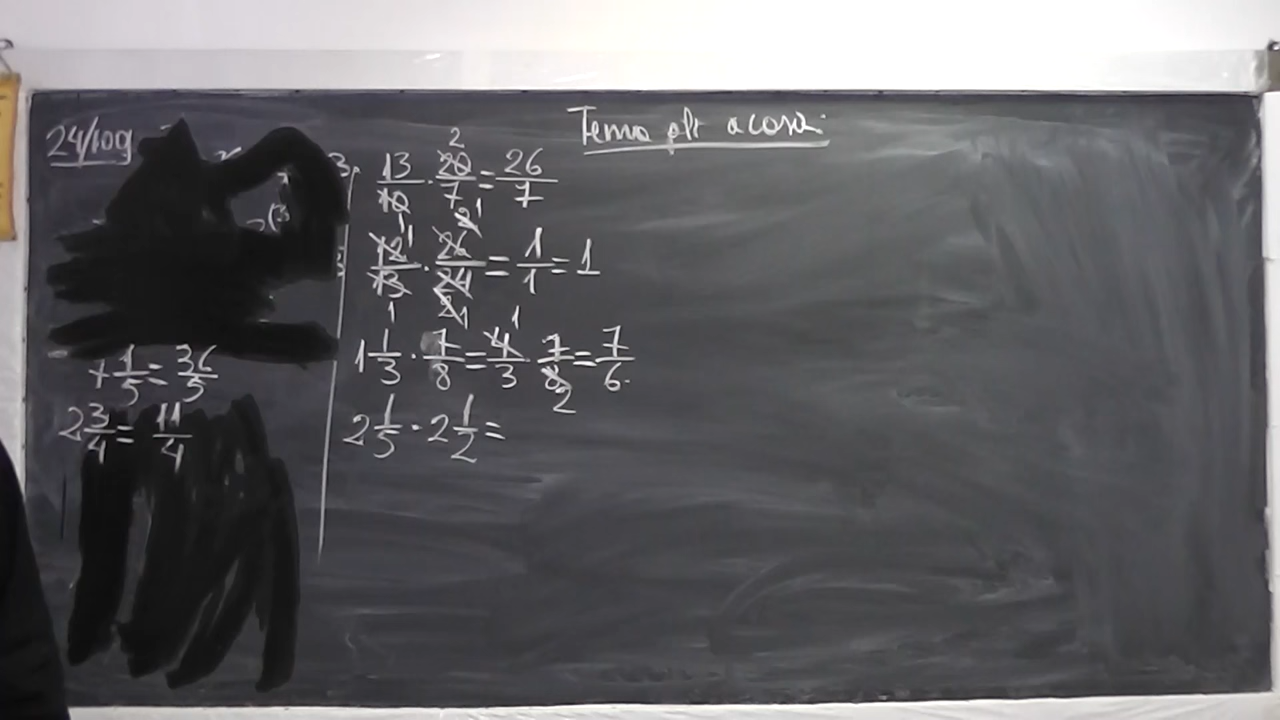 24/109
Tema pt acasă:
13/10 · 20/7 = 26/7
12/13 · 26/24 = 1/1 = 1
1 1/3 · 7/8 = 4/3 · 7/8 = 7/6
2 1/5 · 2 1/2 =
7 1/5 = 36/5
2 3/4 = 11/4